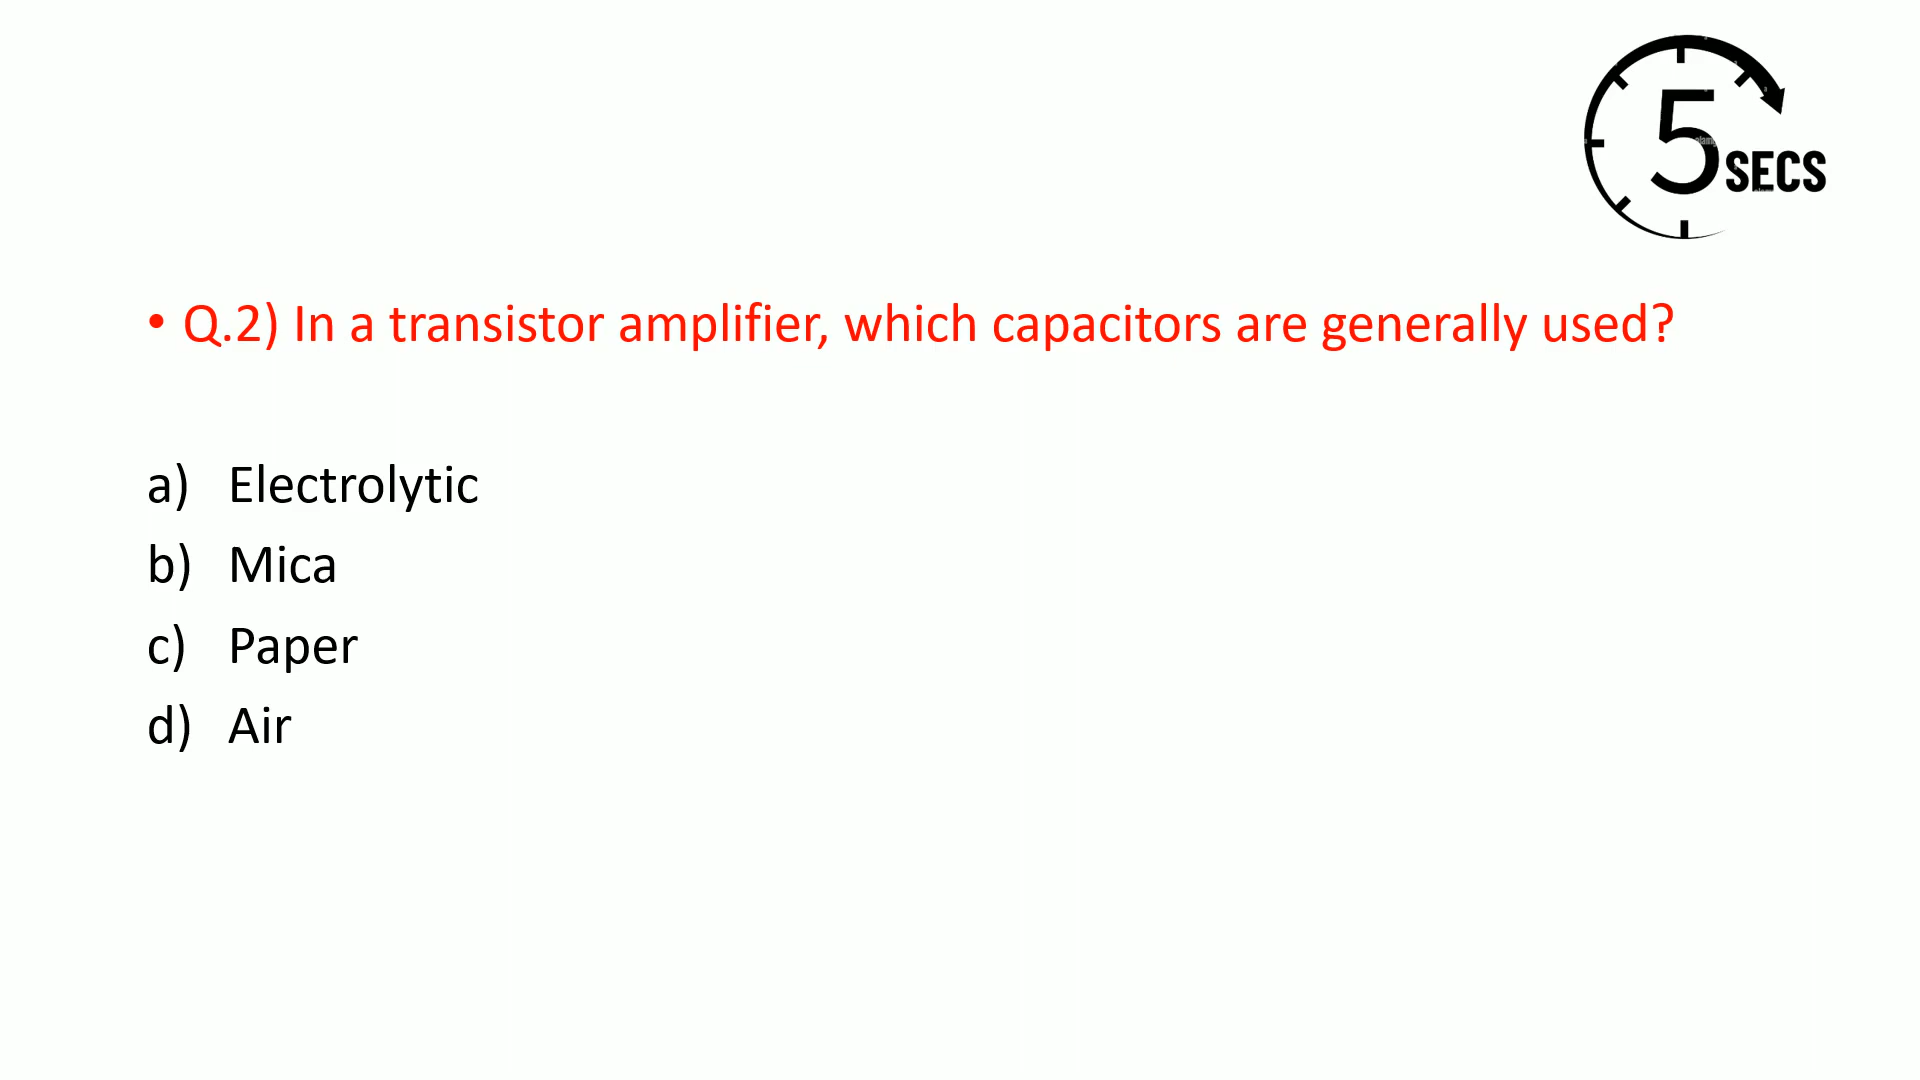 5 SECS
• Q.2) In a transistor amplifier, which capacitors are generally used?
a) Electrolytic
b) Mica
c) Paper
d) Air